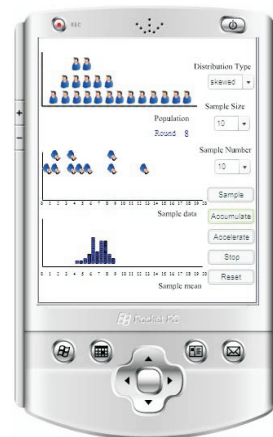 REC
Distribution Type
skewed
Sample Size
10
Population
Round 8
Sample Number
10
Sample
0 1 2 3 4 5 6 7 8 9 10 11 12 13 14 15 16 17 18 19 20
Sample data
Accumulate
Accelerate
Stop
0 1 2 3 4 5 6 7 8 9 10 11 12 13 14 15 16 17 18 19 20
Sample mean
Reset
Pocket PC